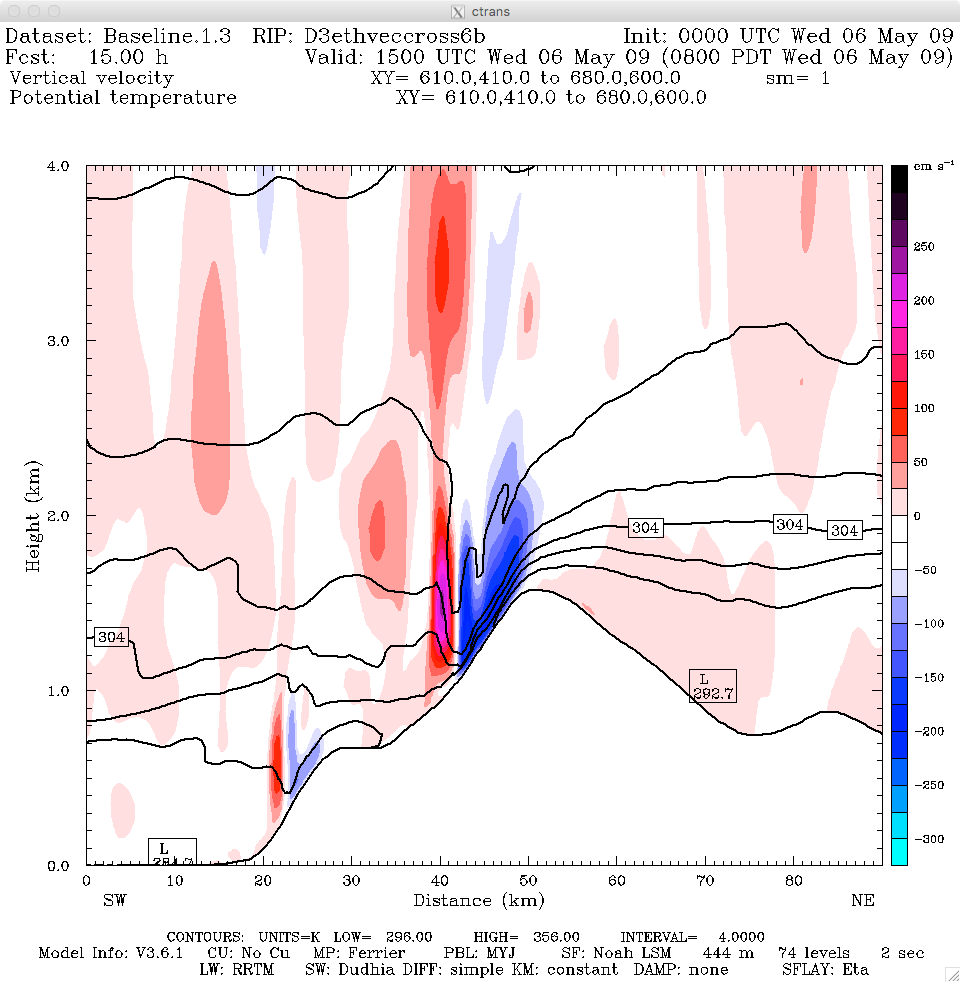 ctrans
Dataset: Baseline.1.3 RIP: D3ethveccross6b Init: 0000 UTC Wed 06 May 09
Fcst: 15.00 h Valid: 1500 UTC Wed 06 May 09 (0800 PDT Wed 06 May 09)
Vertical velocity XY= 610.0,410.0 to 680.0,600.0 sm= 1
Potential temperature XY= 610.0,410.0 to 680.0,600.0
cm s⁻¹
4.0
3.0
2.0
1.0
0.0
Height (km)
304
304
304
304
L
292.7
L
250
200
150
100
50
0
-50
-100
-150
-200
-250
-300
0 10 20 30 40 50 60 70 80
SW Distance (km) NE
CONTOURS: UNITS=K LOW= 296.00 HIGH= 356.00 INTERVAL= 4.0000
Model Info: V3.6.1 CU: No Cu MP: Ferrier PBL: MYJ SF: Noah LSM 444 m 74 levels 2 sec
LW: RRTM SW: Dudhia DIFF: simple KM: constant DAMP: none SFLAY: Eta